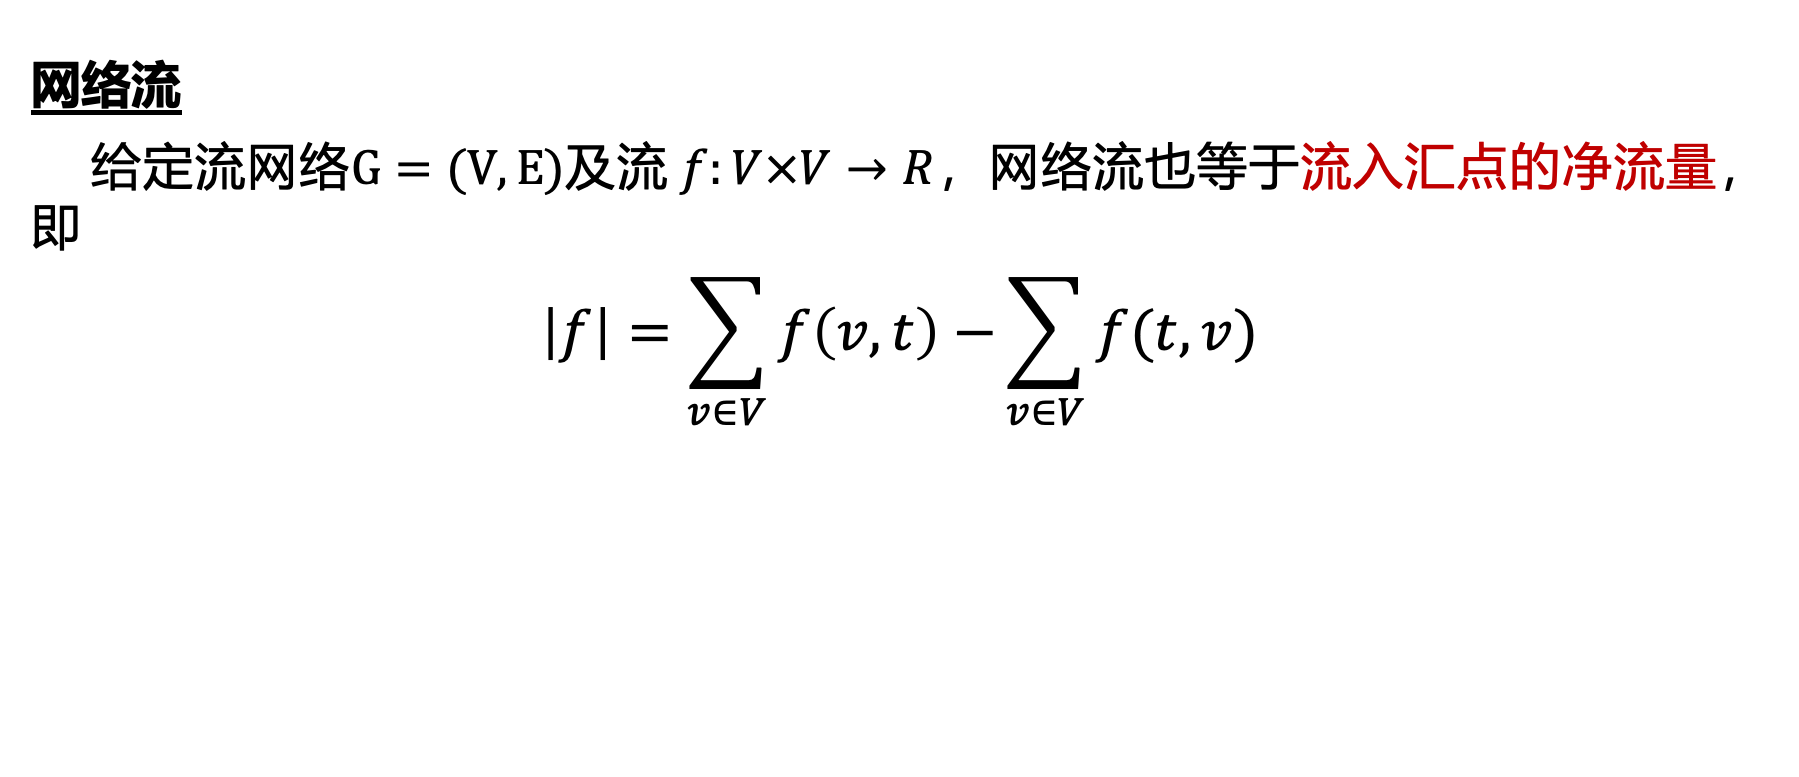 网络流
给定流网络G = (V, E)及流 f: V×V → R，网络流也等于流入汇点的净流量，
即
|f| = ∑_{v∈V} f(v, t) − ∑_{v∈V} f(t, v)